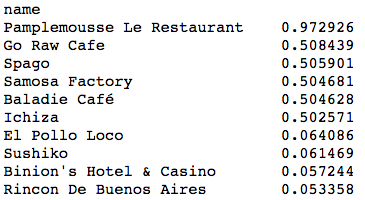 name
Pamplemousse Le Restaurant 0.972926
Go Raw Cafe 0.508439
Spago 0.505901
Samosa Factory 0.504681
Baladie Café 0.504628
Ichiza 0.502571
El Pollo Loco 0.064086
Sushiko 0.061469
Binion's Hotel & Casino 0.057244
Rincon De Buenos Aires 0.053358